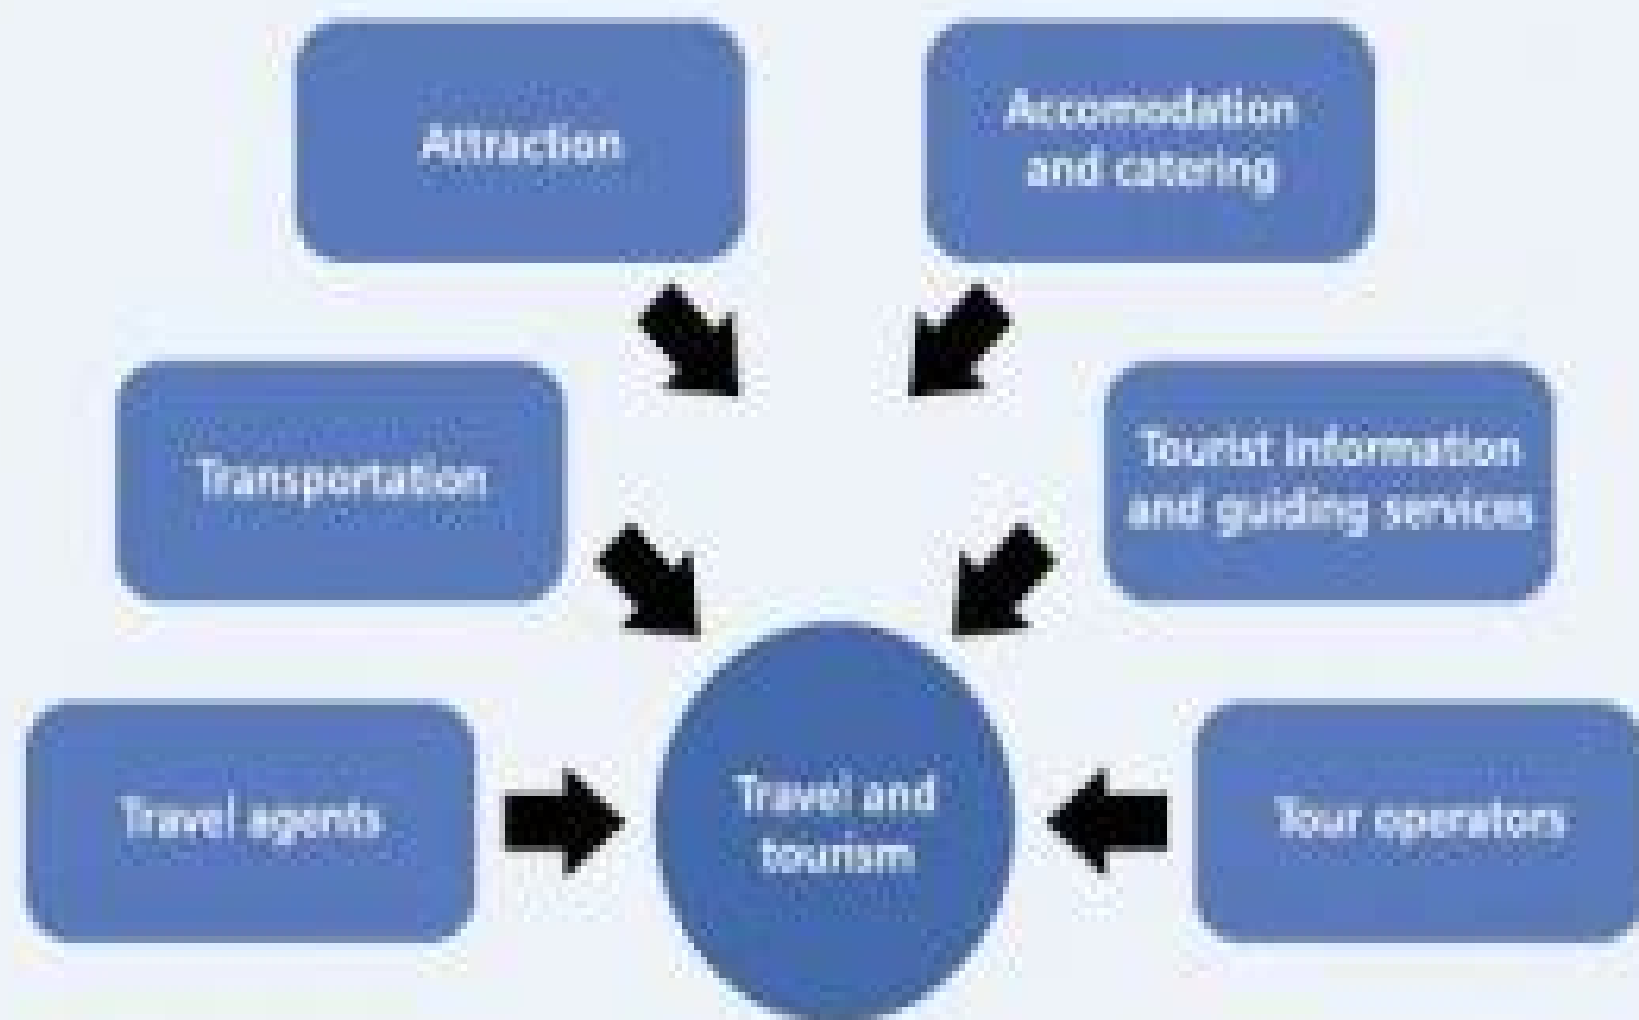 Attraction
Accomodation
and catering
Transportation
Tourist information
and guiding services
Travel agents
Travel and
tourism
Tour operators